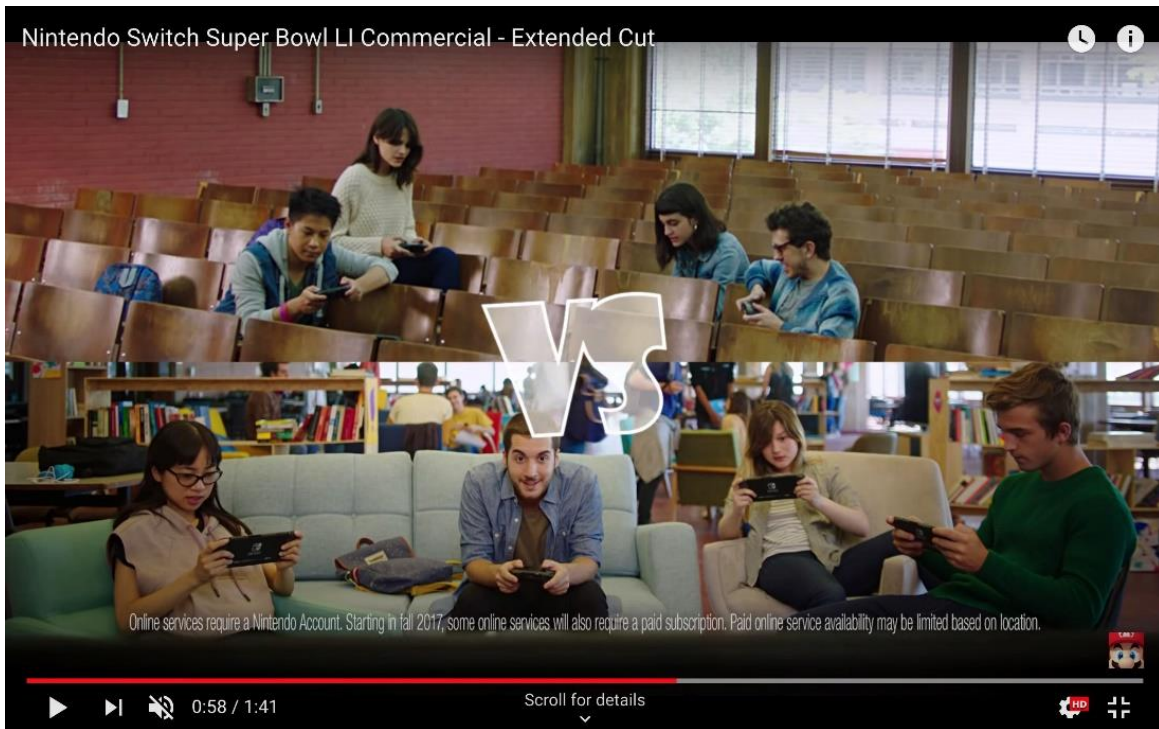 Nintendo Switch Super Bowl LI Commercial - Extended Cut
VS
Online services require a Nintendo Account. Starting in fall 2017, some online services will also require a paid subscription. Paid online service availability may be limited based on location.
0:58 / 1:41
Scroll for details
HD